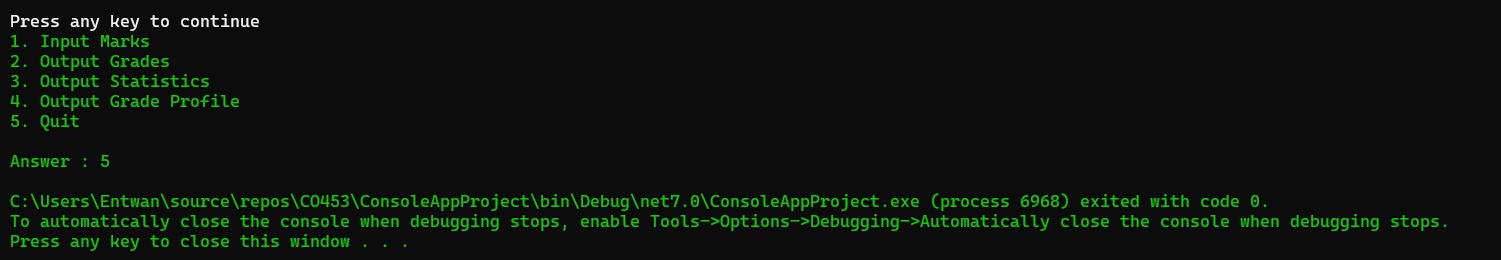 Press any key to continue
1. Input Marks
2. Output Grades
3. Output Statistics
4. Output Grade Profile
5. Quit
Answer : 5
C:\Users\Entwan\source\repos\CO453\ConsoleAppProject\bin\Debug\net7.0\ConsoleAppProject.exe (process 6968) exited with code 0.
To automatically close the console when debugging stops, enable Tools->Options->Debugging->Automatically close the console when debugging stops.
Press any key to close this window . . .